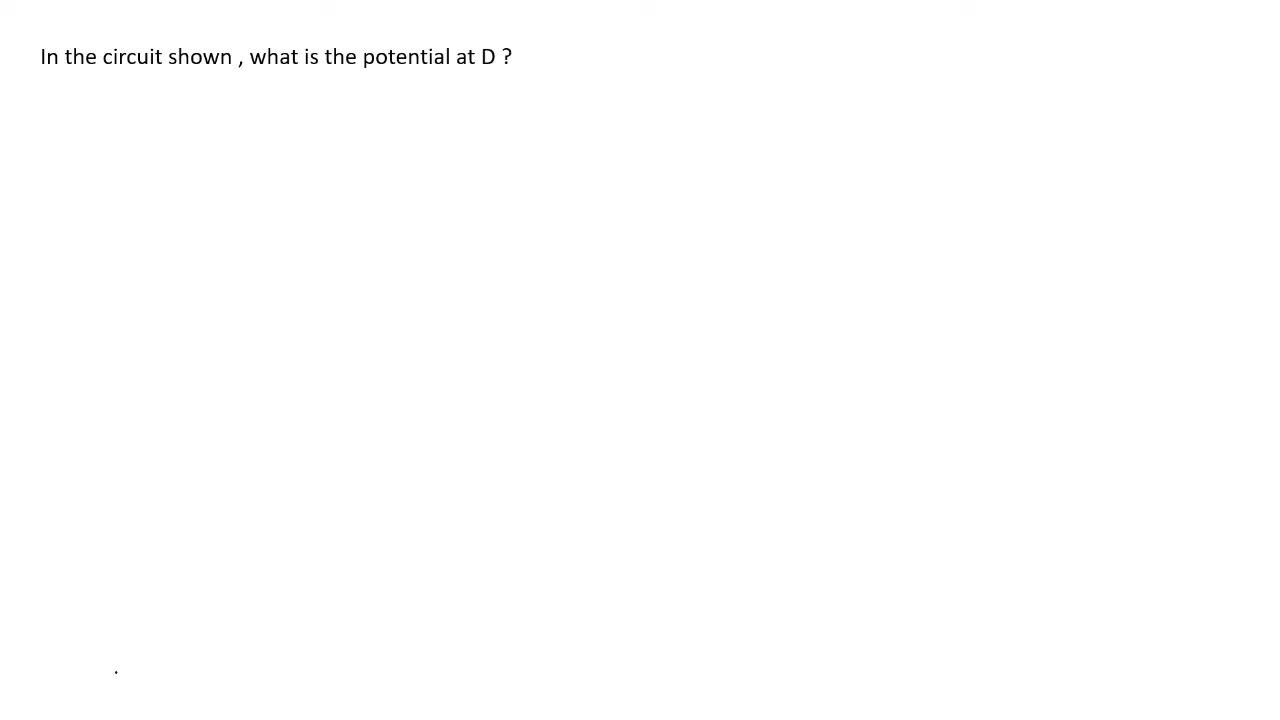 In the circuit shown , what is the potential at D ?